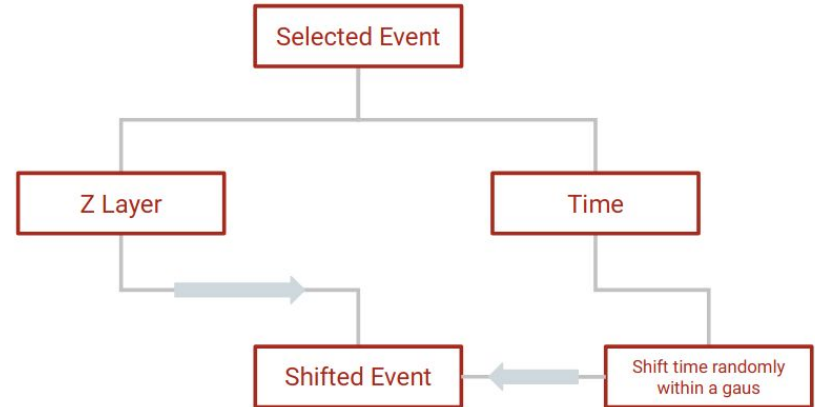 Selected Event
Z Layer
Time
Shifted Event
Shift time randomly
within a gaus